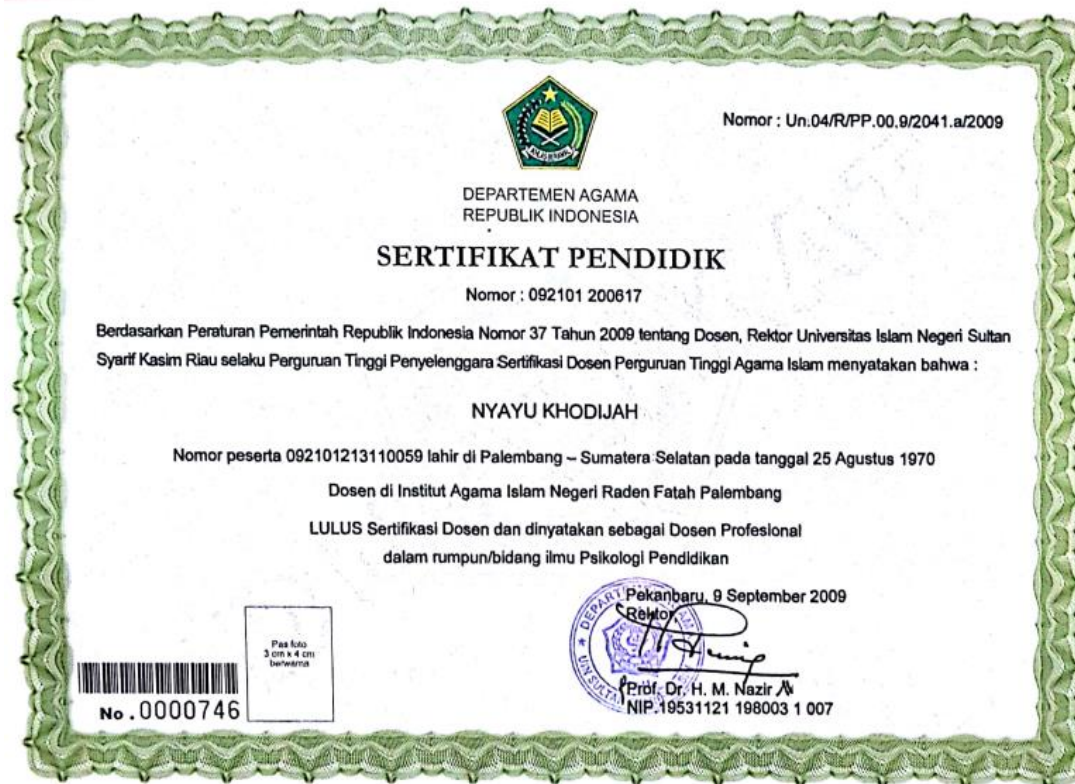 Nomor : Un.04/R/PP.00.9/2041.a/2009
IKHLAS BERAMAL
DEPARTEMEN AGAMA
REPUBLIK INDONESIA
SERTIFIKAT PENDIDIK
Nomor : 092101 200617
Berdasarkan Peraturan Pemerintah Republik Indonesia Nomor 37 Tahun 2009 tentang Dosen, Rektor Universitas Islam Negeri Sultan
Syarif Kasim Riau selaku Perguruan Tinggi Penyelenggara Sertifikasi Dosen Perguruan Tinggi Agama Islam menyatakan bahwa :
NYAYU KHODIJAH
Nomor peserta 092101213110059 lahir di Palembang – Sumatera Selatan pada tanggal 25 Agustus 1970
Dosen di Institut Agama Islam Negeri Raden Fatah Palembang
LULUS Sertifikasi Dosen dan dinyatakan sebagai Dosen Profesional
dalam rumpun/bidang ilmu Psikologi Pendidikan
Pekanbaru, 9 September 2009
Rektor,
Prof. Dr. H. M. Nazir
NIP.19531121 198003 1 007
Pas foto
3 cm x 4 cm
berwarna
No.0000746